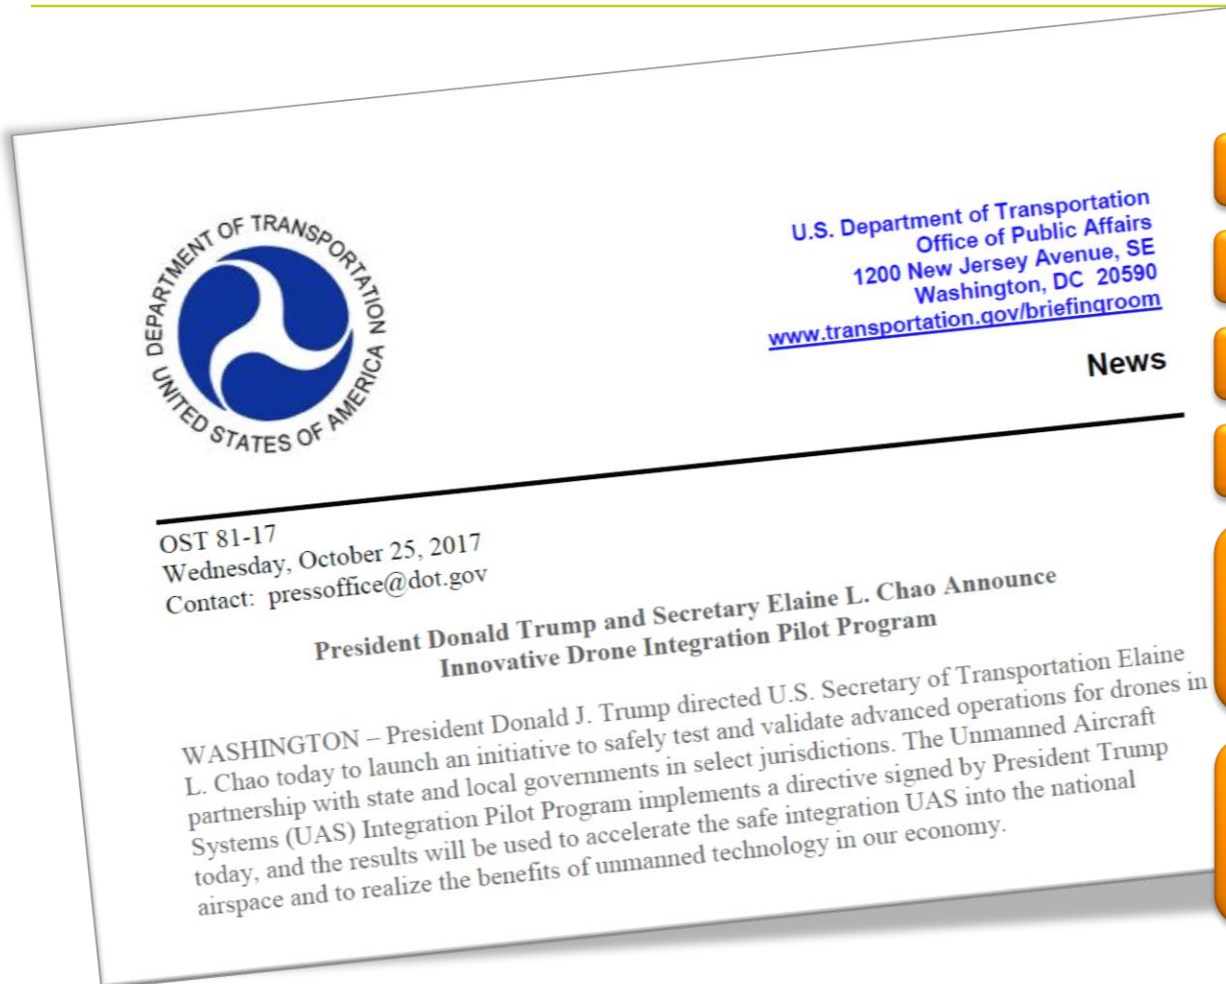 DEPARTMENT OF TRANSPORTATION
UNITED STATES OF AMERICA
U.S. Department of Transportation
Office of Public Affairs
1200 New Jersey Avenue, SE
Washington, DC 20590
www.transportation.gov/briefingroom
News
OST 81-17
Wednesday, October 25, 2017
Contact: pressoffice@dot.gov
President Donald Trump and Secretary Elaine L. Chao Announce
Innovative Drone Integration Pilot Program
WASHINGTON – President Donald J. Trump directed U.S. Secretary of Transportation Elaine
L. Chao today to launch an initiative to safely test and validate advanced operations for drones in
partnership with state and local governments in select jurisdictions. The Unmanned Aircraft
Systems (UAS) Integration Pilot Program implements a directive signed by President Trump
today, and the results will be used to accelerate the safe integration UAS into the national
airspace and to realize the benefits of unmanned technology in our economy.